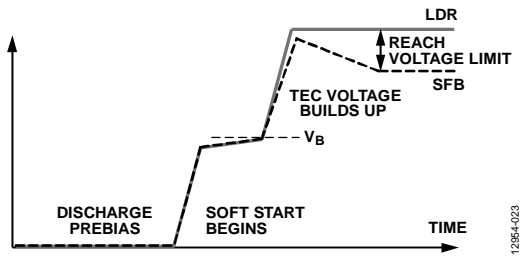 LDR
REACH
VOLTAGE LIMIT
SFB
TEC VOLTAGE
BUILDS UP
VB
DISCHARGE
PREBIAS
SOFT START
BEGINS
TIME
12954-023